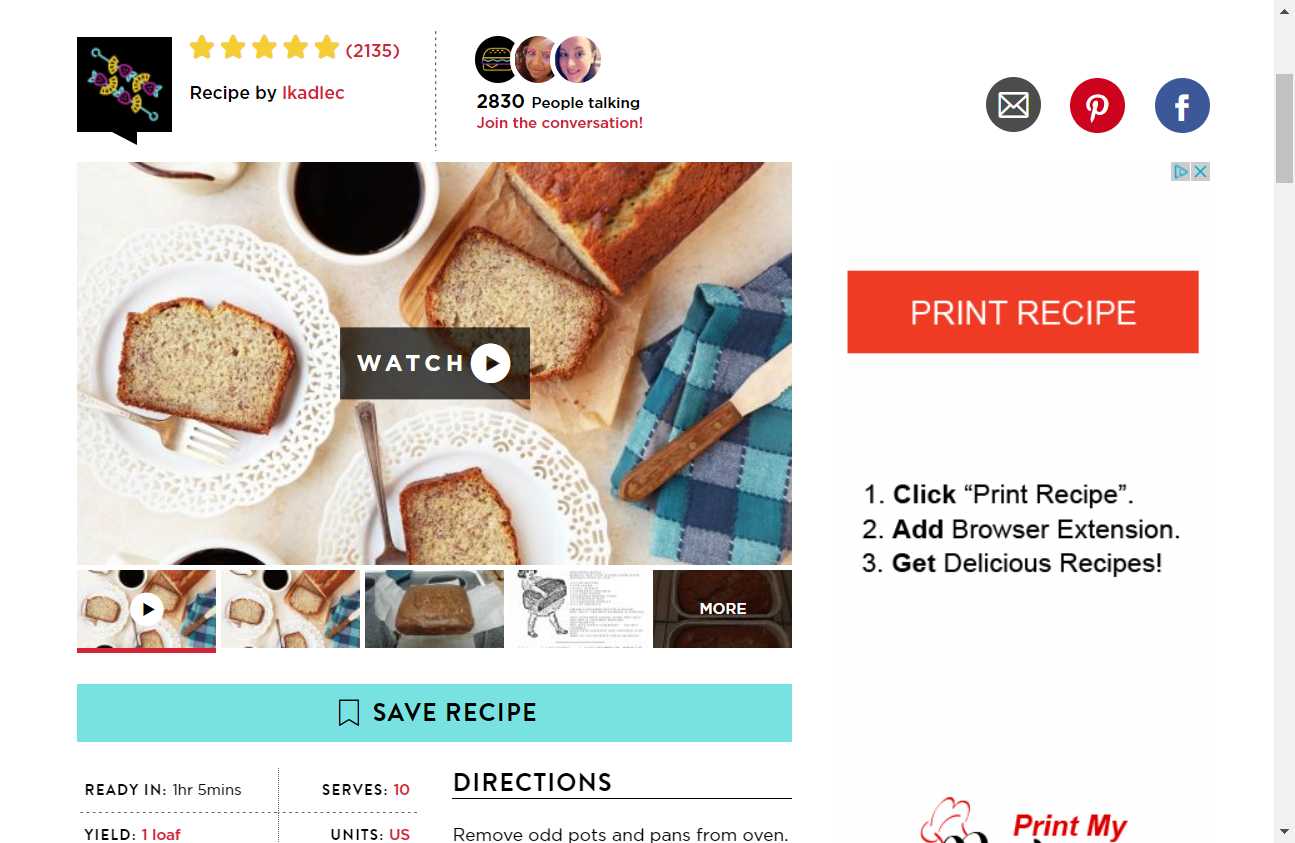 (2135)
Recipe by lkadlec
2830 People talking
Join the conversation!
WATCH
PRINT RECIPE
1. Click “Print Recipe”.
2. Add Browser Extension.
3. Get Delicious Recipes!
MORE
SAVE RECIPE
READY IN: 1hr 5mins
SERVES: 10
YIELD: 1 loaf
UNITS: US
DIRECTIONS
Remove odd pots and pans from oven.
Print My